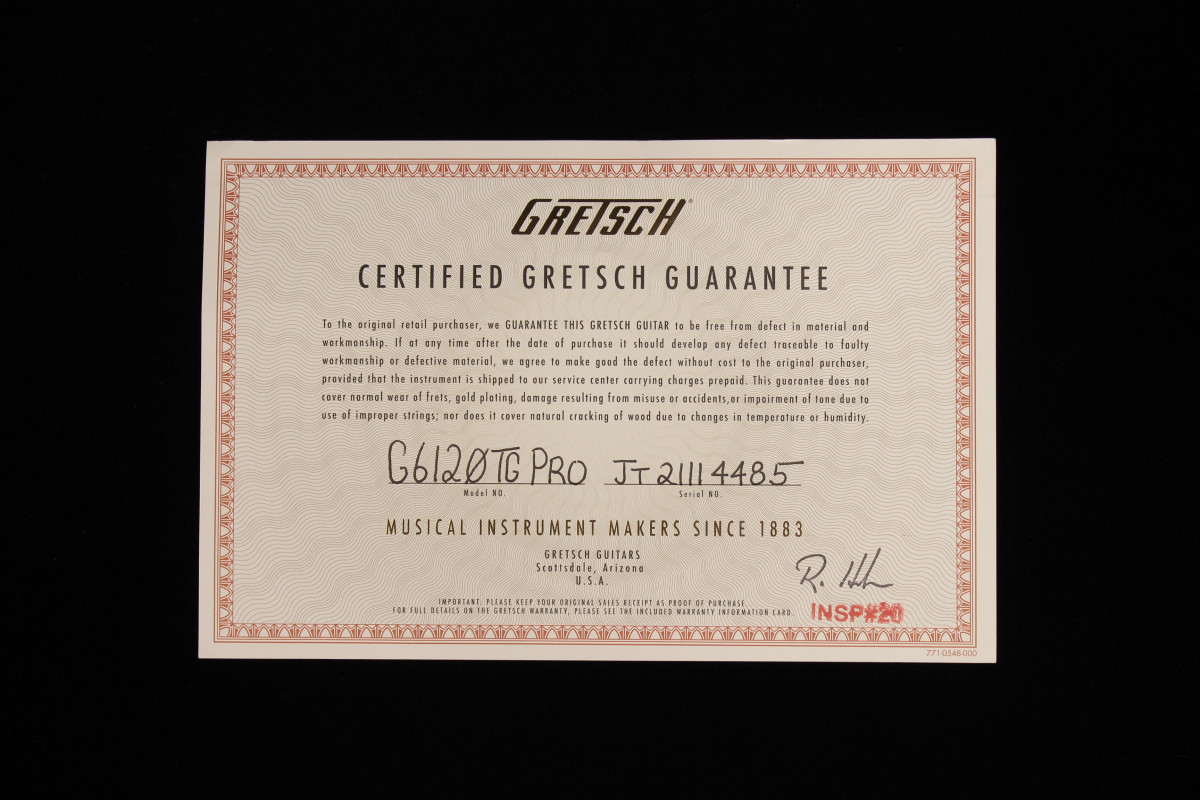 GRETSCH®
CERTIFIED GRETSCH GUARANTEE
To the original retail purchaser, we GUARANTEE THIS GRETSCH GUITAR to be free from defect in material and
workmanship. If at any time after the date of purchase it should develop any defect traceable to faulty
workmanship or defective material, we agree to make good the defect without cost to the original purchaser,
provided that the instrument is shipped to our service center carrying charges prepaid. This guarantee does not
cover normal wear of frets, gold plating, damage resulting from misuse or accidents,or impairment of tone due to
use of improper strings; nor does it cover natural cracking of wood due to changes in temperature or humidity.
G6120TG PRO JT21114485
Model NO. Serial NO.
MUSICAL INSTRUMENT MAKERS SINCE 1883
GRETSCH GUITARS
Scottsdale, Arizona
U.S.A.
IMPORTANT: PLEASE KEEP YOUR ORIGINAL SALES RECEIPT AS PROOF OF PURCHASE.
FOR FULL DETAILS ON THE GRETSCH WARRANTY, PLEASE SEE THE INCLUDED WARRANTY INFORMATION CARD.
R.
INSP#20
771-0548-000